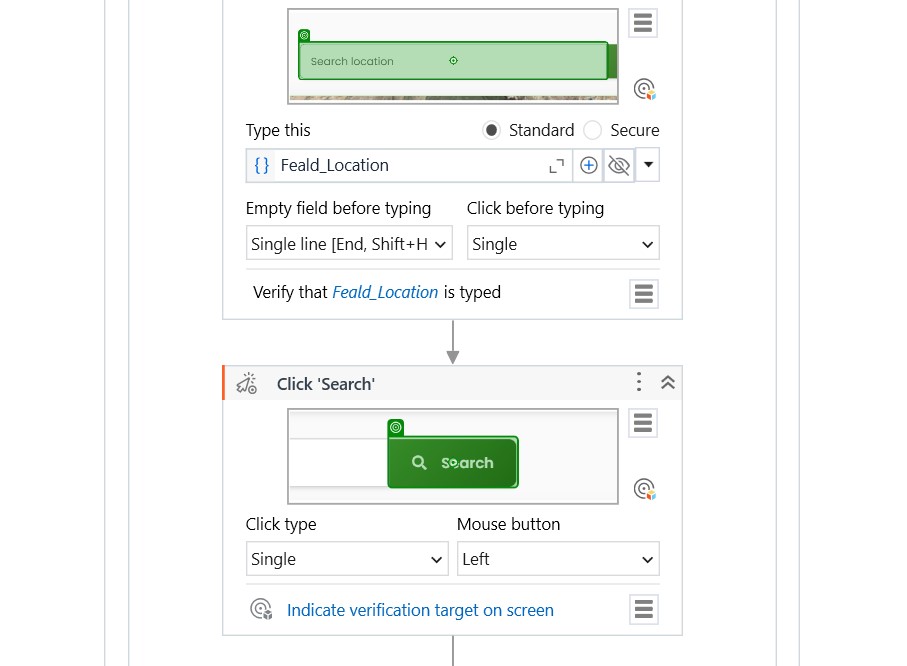 Search location
Type this
Standard
Secure
{} Feald_Location
Empty field before typing
Click before typing
Single line [End, Shift+H
Single
Verify that Feald_Location is typed
Click 'Search'
Search
Click type
Mouse button
Single
Left
Indicate verification target on screen